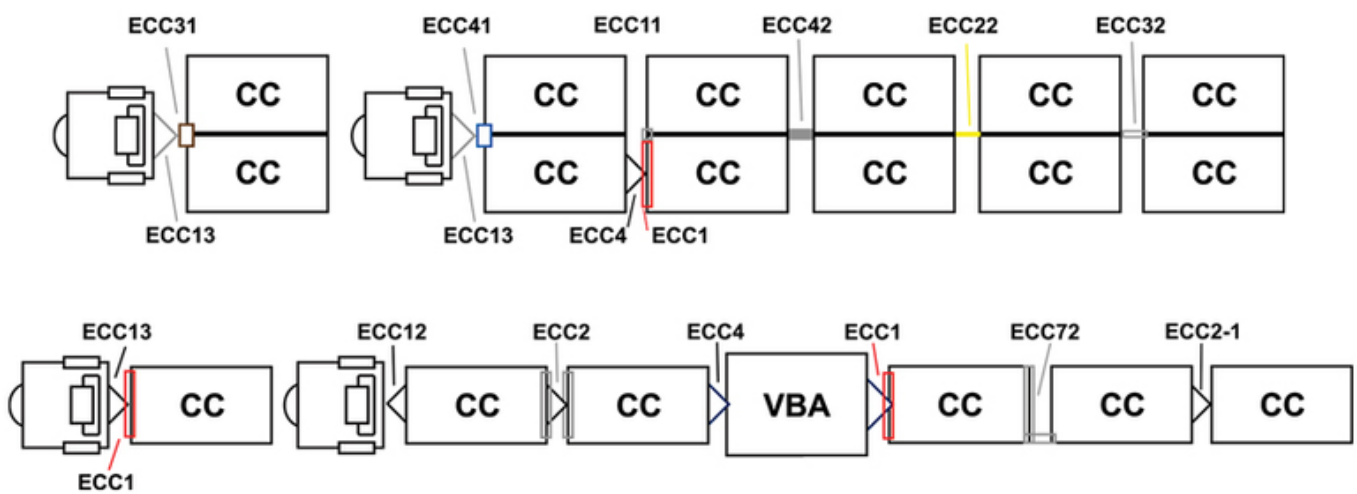 ECC31 ECC41 ECC11 ECC42 ECC22 ECC32
CC CC CC CC CC CC
CC CC CC CC CC CC
ECC13 ECC13 ECC4 ECC1
ECC13 ECC12 ECC2 ECC4 ECC1 ECC72 ECC2-1
CC CC CC VBA CC CC CC
ECC1